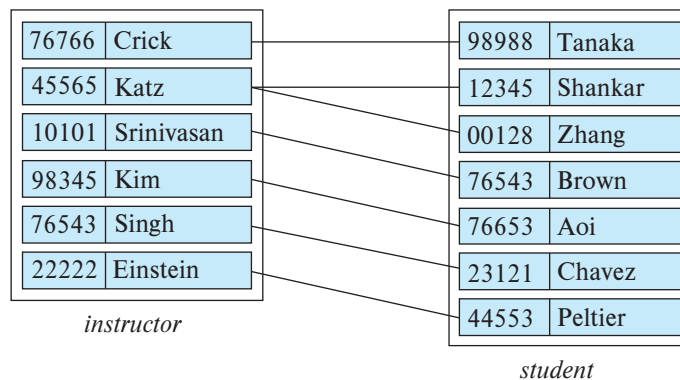 76766 Crick
45565 Katz
10101 Srinivasan
98345 Kim
76543 Singh
22222 Einstein
instructor
98988 Tanaka
12345 Shankar
00128 Zhang
76543 Brown
76653 Aoi
23121 Chavez
44553 Peltier
student